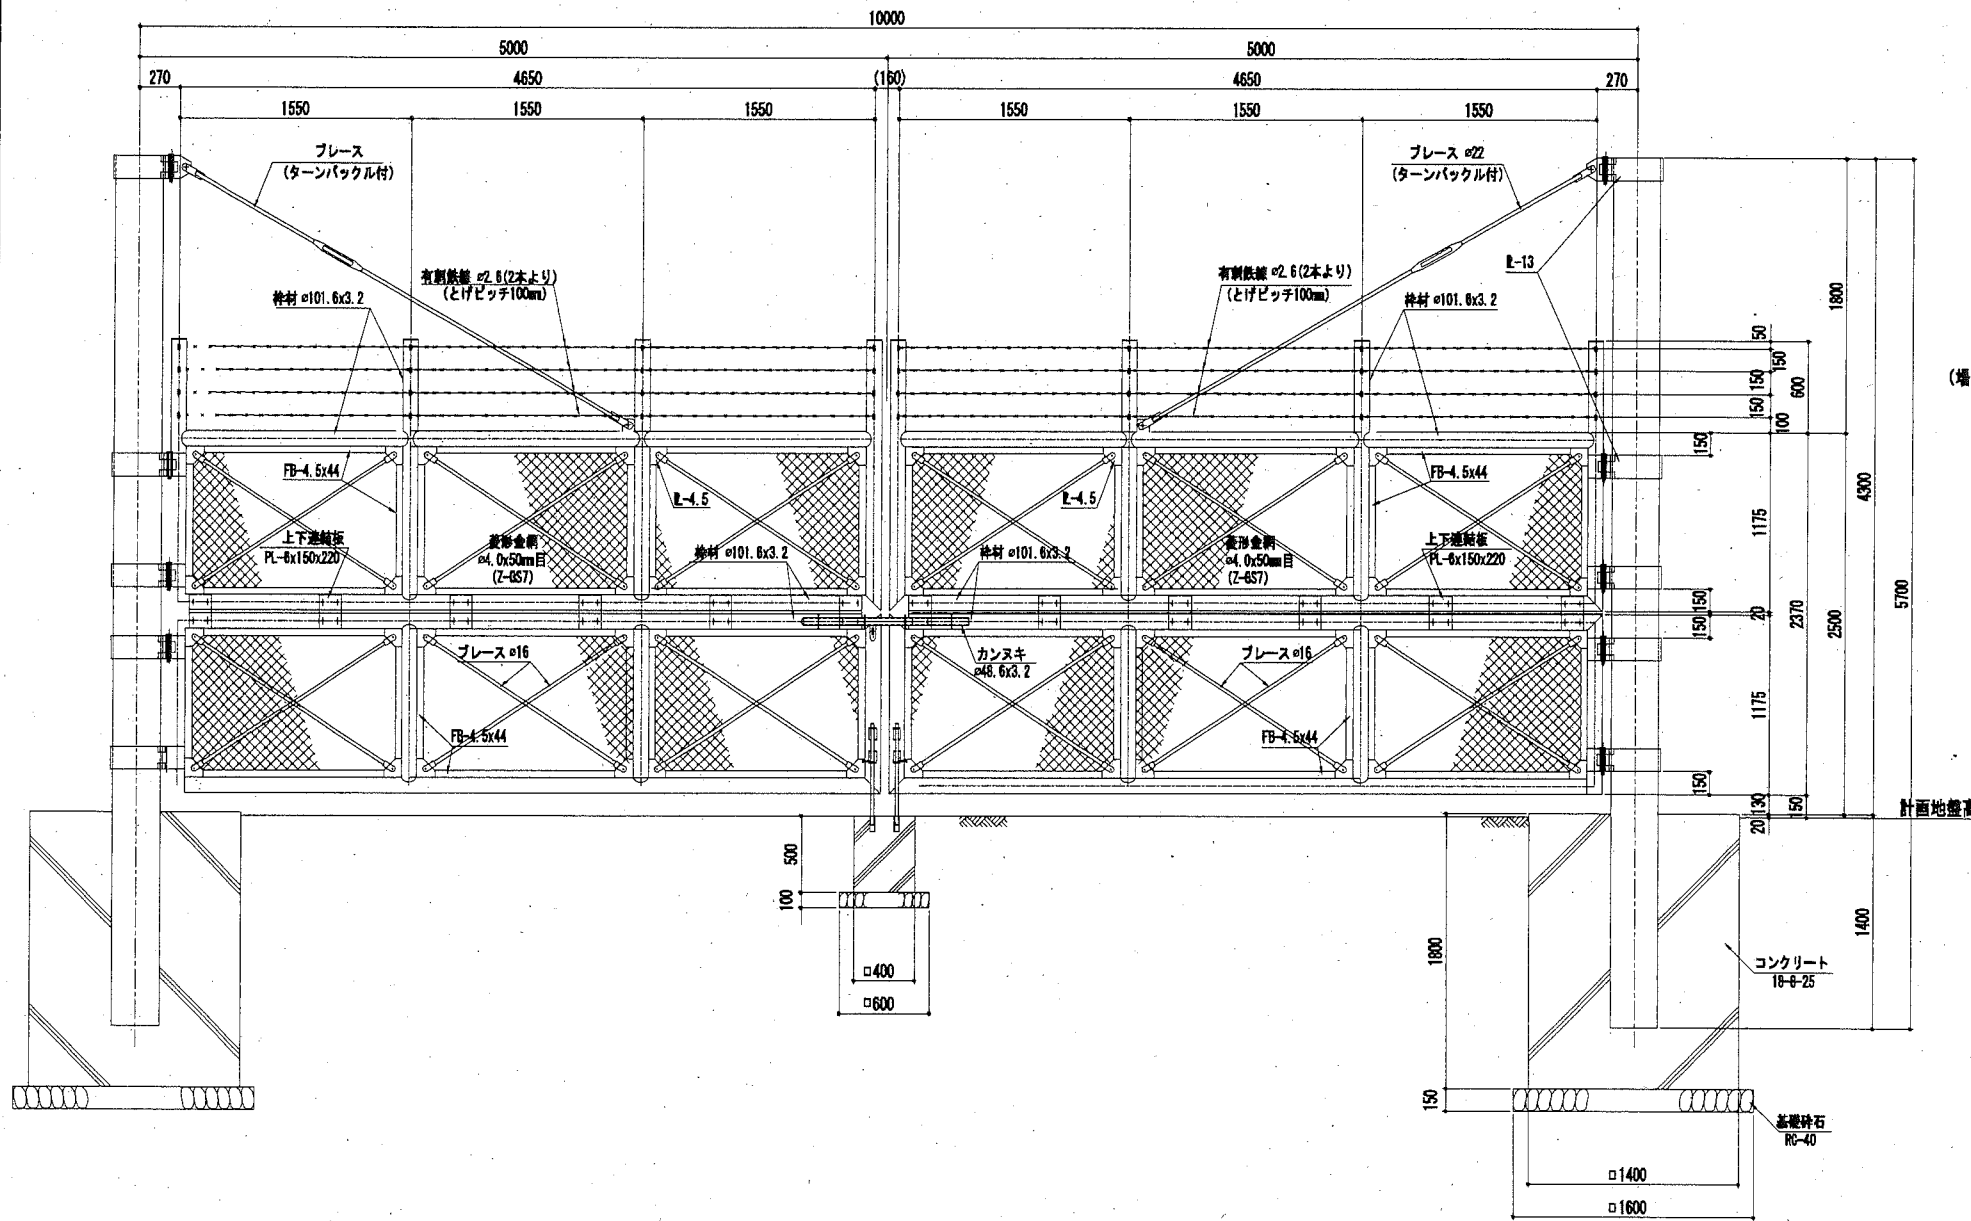 10000
5000
5000
270
4650
(160)
4650
270
1550
1550
1550
1550
1550
1550
ブレース
(ターンバックル付)
ブレース ø22
(ターンバックル付)
有刺鉄線 ø2.6(2本より)
(とげピッチ100mm)
枠材 ø101.6x3.2
有刺鉄線 ø2.6(2本より)
(とげピッチ100mm)
枠材 ø101.6x3.2
PL-13
1800
50
150
150
150
100
600
(場
FB-4.5x44
PL-4.5
PL-4.5
FB-4.5x44
150
上下連結板
PL-6x150x220
菱形金網
ø4.0x50mm目
(Z-GS7)
枠材 ø101.6x3.2
枠材 ø101.6x3.2
菱形金網
ø4.0x50mm目
(Z-GS7)
上下連結板
PL-6x150x220
1175
4300
5700
150
20
150
2370
2500
ブレース ø16
カンヌキ
ø48.6x3.2
ブレース ø16
1175
FB-4.5x44
FB-4.5x44
150
130
20
150
計画地盤高
500
100
□400
□600
1800
150
1400
コンクリート
18-8-25
基礎砕石
RC-40
□1400
□1600